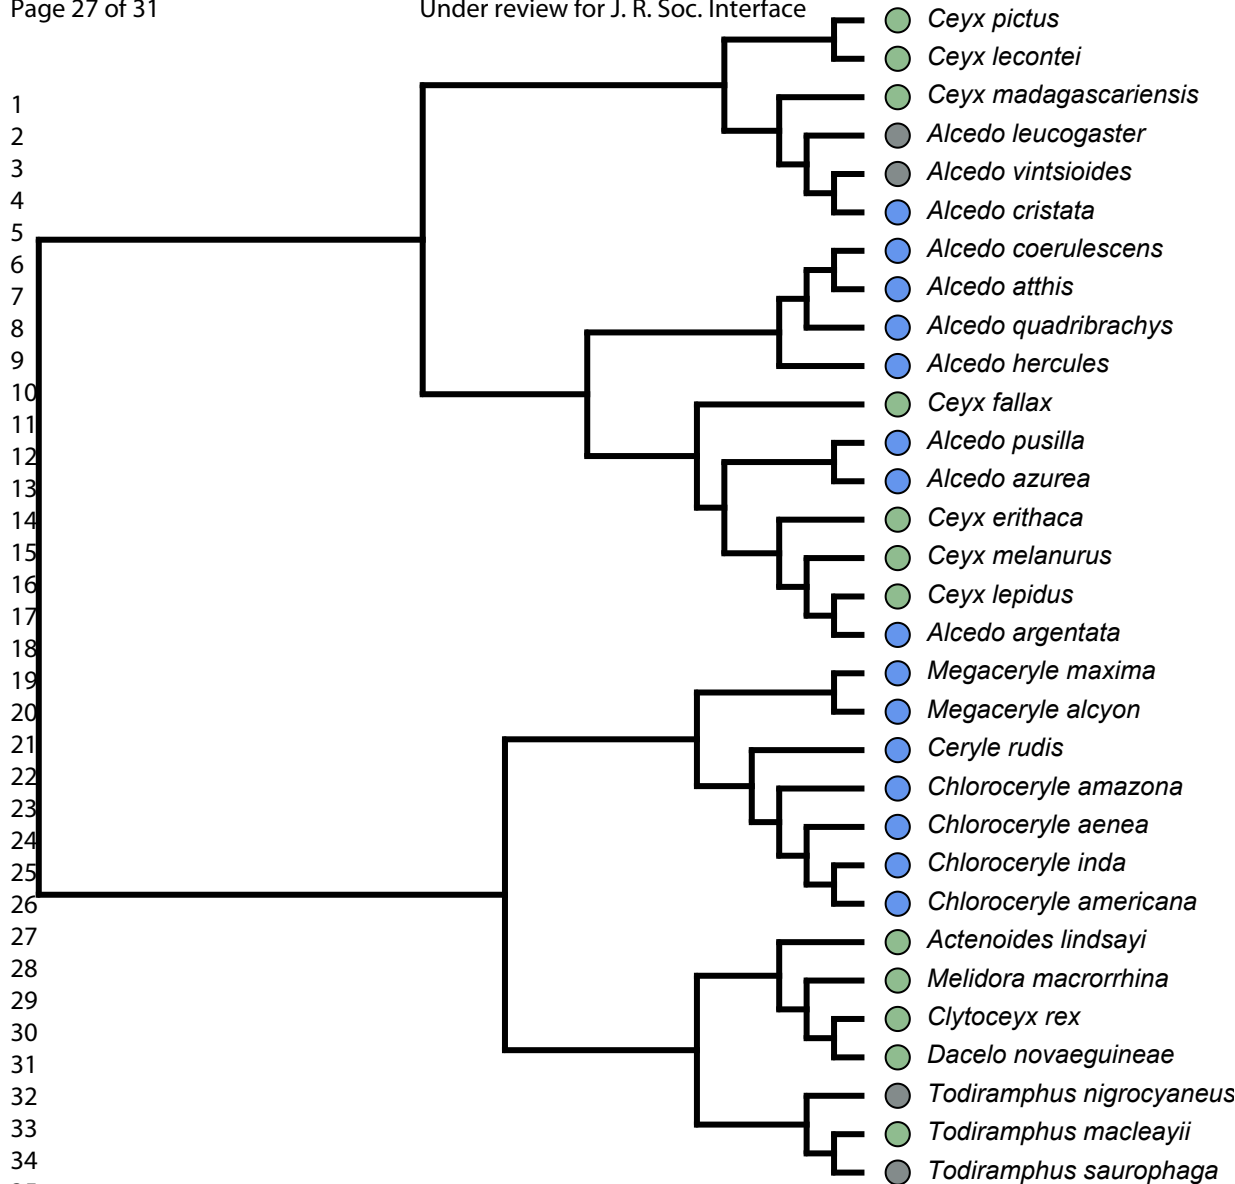 Page 27 of 31
Under review for J. R. Soc. Interface
1
2
3
4
5
6
7
8
9
10
11
12
13
14
15
16
17
18
19
20
21
22
23
24
25
26
27
28
29
30
31
32
33
34
Ceyx pictus
Ceyx lecontei
Ceyx madagascariensis
Alcedo leucogaster
Alcedo vintsioides
Alcedo cristata
Alcedo coerulescens
Alcedo atthis
Alcedo quadribrachys
Alcedo hercules
Ceyx fallax
Alcedo pusilla
Alcedo azurea
Ceyx erithaca
Ceyx melanurus
Ceyx lepidus
Alcedo argentata
Megaceryle maxima
Megaceryle alcyon
Ceryle rudis
Chloroceryle amazona
Chloroceryle aenea
Chloroceryle inda
Chloroceryle americana
Actenoides lindsayi
Melidora macrorrhina
Clytoceyx rex
Dacelo novaeguineae
Todiramphus nigrocyaneus
Todiramphus macleayii
Todiramphus saurophaga